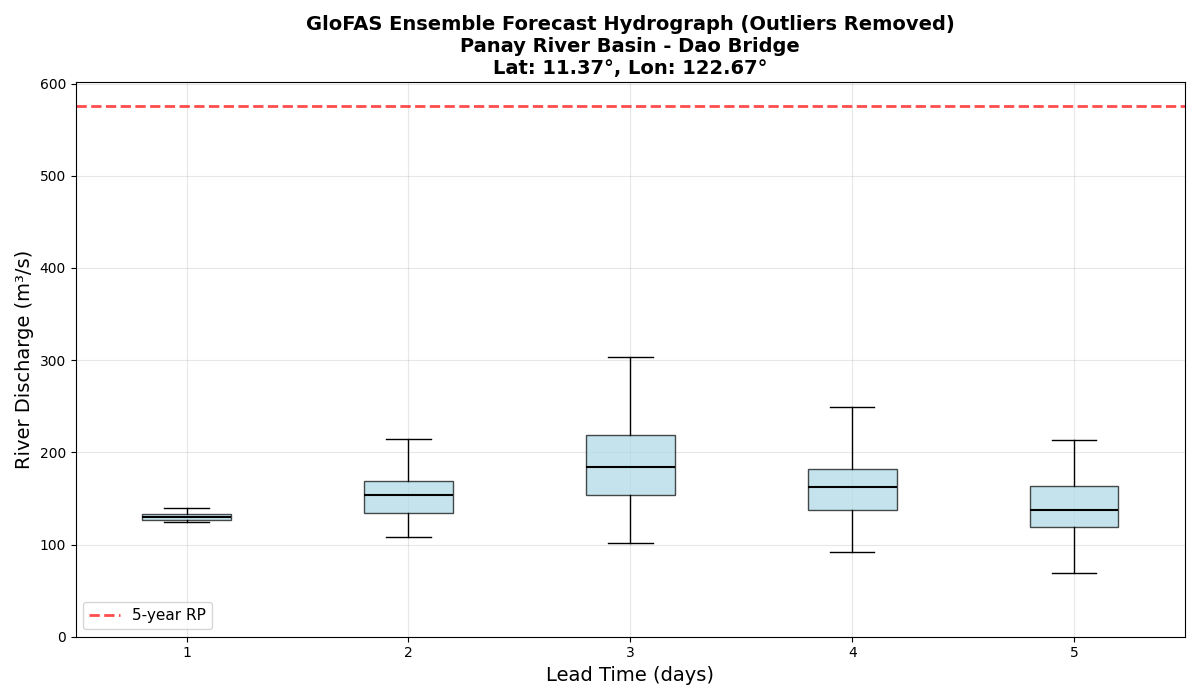 GloFAS Ensemble Forecast Hydrograph (Outliers Removed)
Panay River Basin - Dao Bridge
Lat: 11.37°, Lon: 122.67°
River Discharge (m³/s)
600
500
400
300
200
100
0
5-year RP
1 2 3 4 5
Lead Time (days)